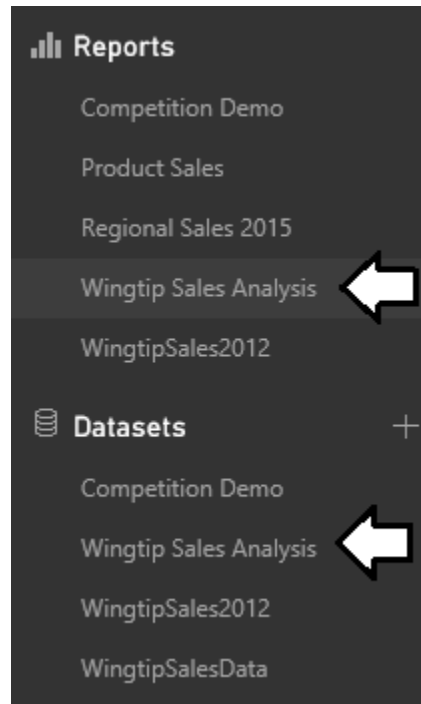 Reports
Competition Demo
Product Sales
Regional Sales 2015
Wingtip Sales Analysis
WingtipSales2012
Datasets
Competition Demo
Wingtip Sales Analysis
WingtipSales2012
WingtipSalesData